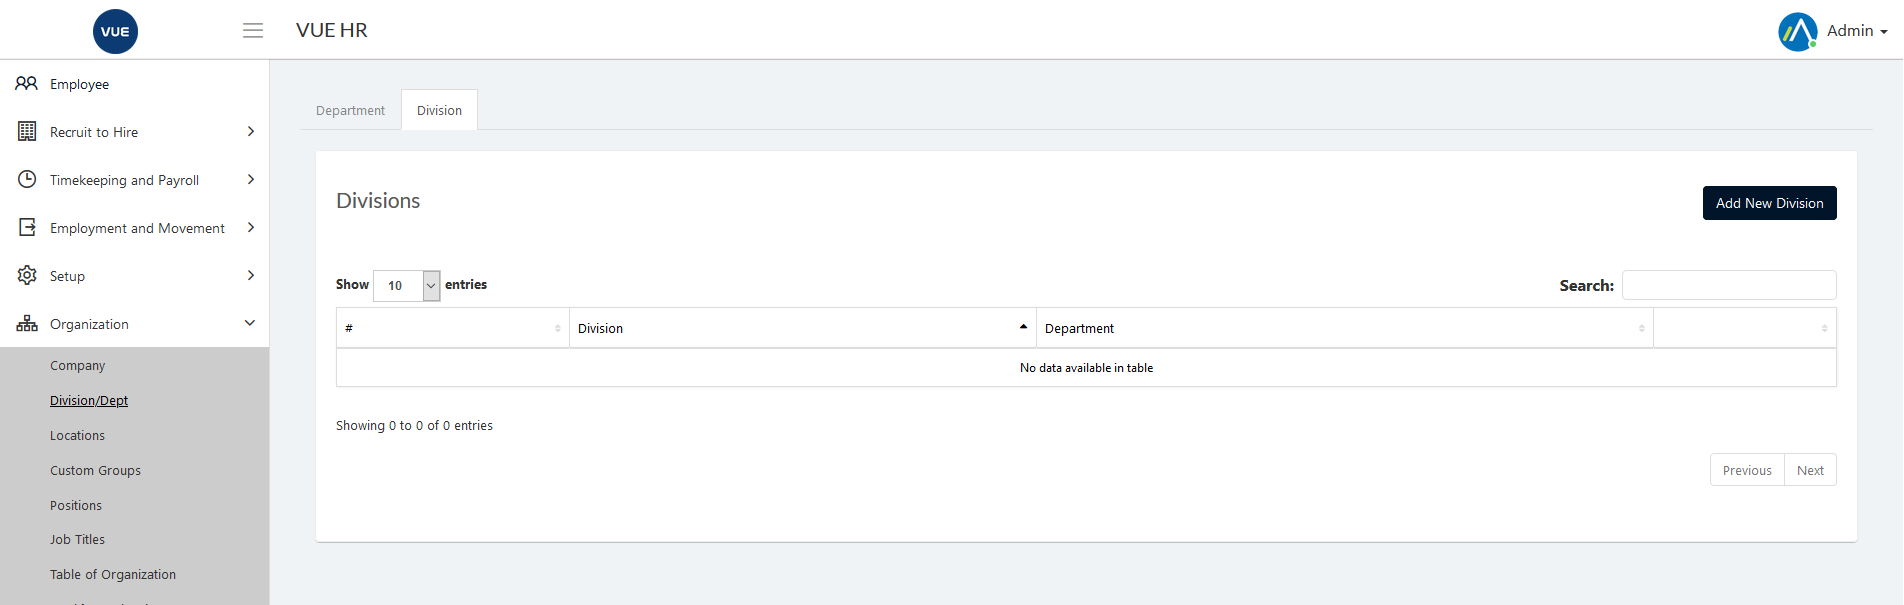 VUE
VUE HR
Admin
Employee
Recruit to Hire
Timekeeping and Payroll
Employment and Movement
Setup
Organization
Company
Division/Dept
Locations
Custom Groups
Positions
Job Titles
Table of Organization
Department
Division
Divisions
Add New Division
Show 10 entries
Search:
# Division Department
No data available in table
Showing 0 to 0 of 0 entries
Previous Next